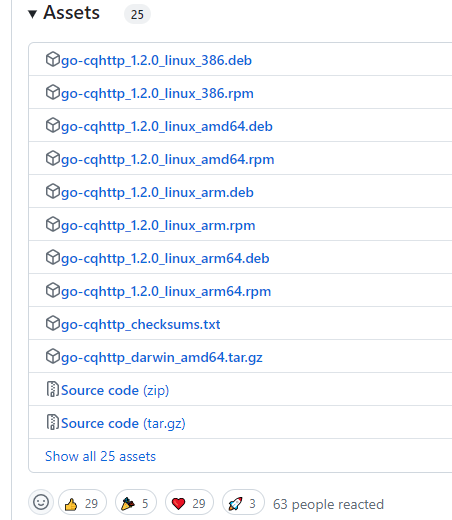 Assets 25
go-cqhttp_1.2.0_linux_386.deb
go-cqhttp_1.2.0_linux_386.rpm
go-cqhttp_1.2.0_linux_amd64.deb
go-cqhttp_1.2.0_linux_amd64.rpm
go-cqhttp_1.2.0_linux_arm.deb
go-cqhttp_1.2.0_linux_arm.rpm
go-cqhttp_1.2.0_linux_arm64.deb
go-cqhttp_1.2.0_linux_arm64.rpm
go-cqhttp_checksums.txt
go-cqhttp_darwin_amd64.tar.gz
Source code (zip)
Source code (tar.gz)
Show all 25 assets
29 5 29 3 63 people reacted